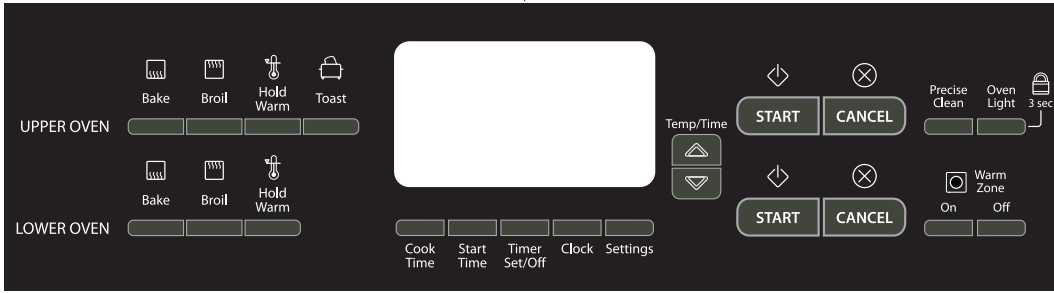 Bake
Broil
Hold
Warm
Toast
UPPER OVEN
Bake
Broil
Hold
Warm
LOWER OVEN
Cook
Time
Start
Time
Timer
Set/Off
Clock
Settings
Temp/Time
START
CANCEL
Precise
Clean
Oven
Light
3 sec
START
CANCEL
Warm
Zone
On
Off